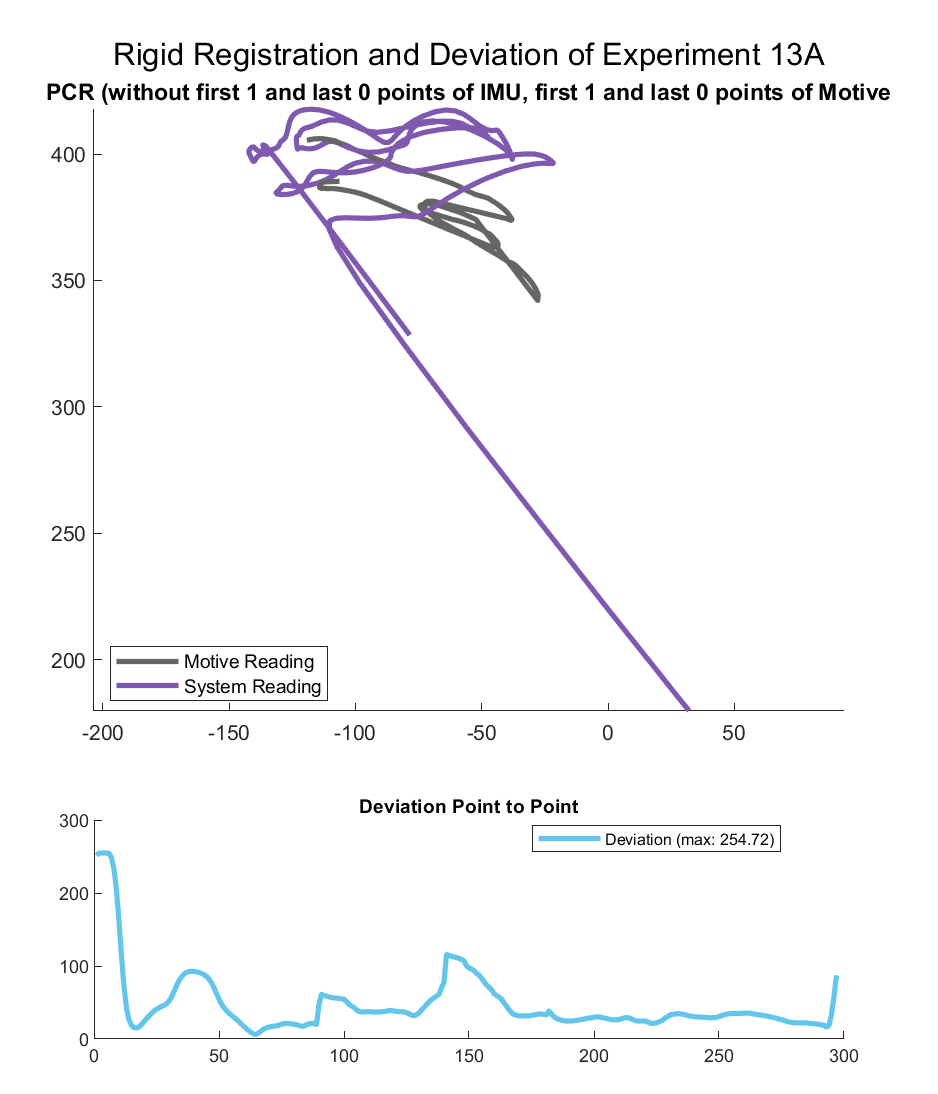 Rigid Registration and Deviation of Experiment 13A
PCR (without first 1 and last 0 points of IMU, first 1 and last 0 points of Motive
400
350
300
250
200
Motive Reading
System Reading
-200 -150 -100 -50 0 50
Deviation Point to Point
300
Deviation (max: 254.72)
200
100
0
0 50 100 150 200 250 300